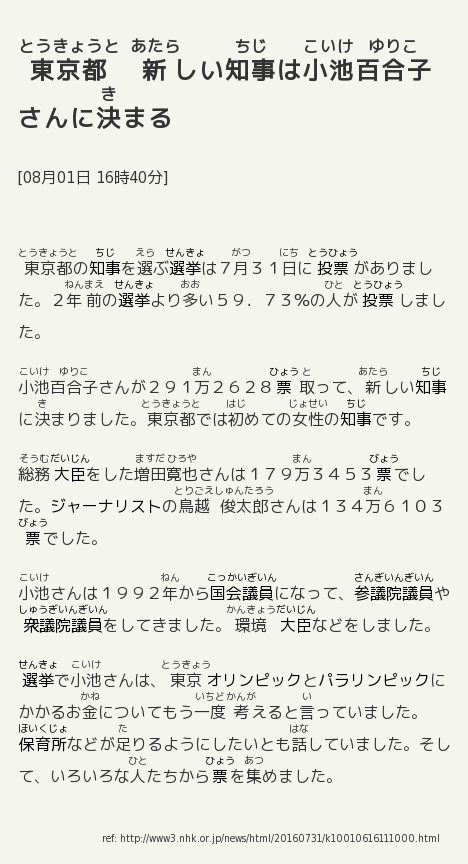 とうきょうと あたら ちじ こいけ ゆりこ
東京都 新しい知事は小池百合子
き
さんに決まる
[08月01日 16時40分]
とうきょうと ちじ えら せんきょ がつ にち とうひょう
東京都の知事を選ぶ選挙は７月３１日に投票がありまし
ねんまえ せんきょ おお ひと とうひょう
た。２年前の選挙より多い５９．７３%の人が投票しまし
た。
こいけ ゆりこ まん ひょう と あたら ちじ
小池百合子さんが２９１万２６２８票取って、新しい知事
き とうきょうと はじ じょせい ちじ
に決まりました。東京都では初めての女性の知事です。
そうむだいじん ますだ ひろや まん びょう
総務大臣をした増田寛也さんは１７９万３４５３票でし
とりごえしゅんたろう まん
た。ジャーナリストの鳥越俊太郎さんは１３４万６１０３
びょう
票でした。
こいけ ねん こっかいぎいん さんぎいんぎいん
小池さんは１９９２年から国会議員になって、参議院議員や
しゅうぎいんぎいん かんきょうだいじん
衆議院議員をしてきました。環境大臣などをしました。
せんきょ こいけ とうきょう
選挙で小池さんは、東京オリンピックとパラリンピックに
かね いちど かんが い
かかるお金についてもう一度考えると言っていました。
ほいくじょ た はな
保育所などが足りるようにしたいとも話していました。そし
ひと ひょう あつ
て、いろいろな人たちから票を集めました。
ref: http://www3.nhk.or.jp/news/html/20160731/k10010616111000.html